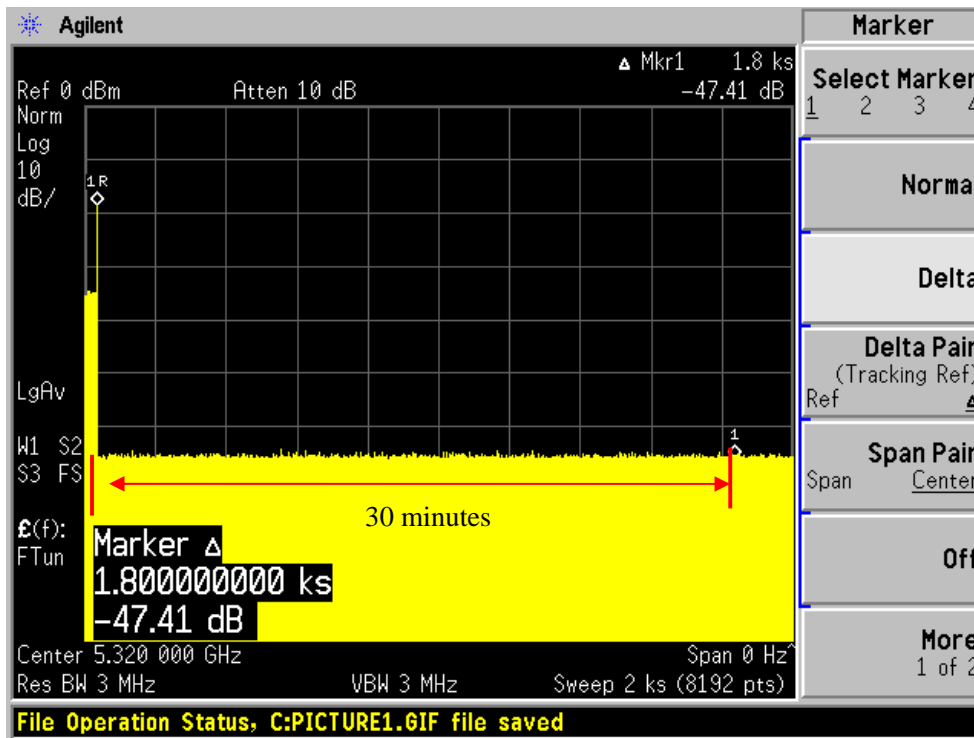 Agilent
Marker
Δ Mkr1 1.8 ks
Ref 0 dBm Atten 10 dB -47.41 dB
Norm
Log
10
dB/
1R
LgAv
1
W1 S2
S3 FS
30 minutes
£(f):
FTun
Marker Δ
1.800000000 ks
-47.41 dB
Center 5.320 000 GHz Span 0 Hz^
Res BW 3 MHz VBW 3 MHz Sweep 2 ks (8192 pts)
File Operation Status, C:PICTURE1.GIF file saved
Select Marker
1 2 3 4
Norma
Delta
Delta Pair
(Tracking Ref)
Ref Δ
Span Pair
Span Center
Off
More
1 of 2